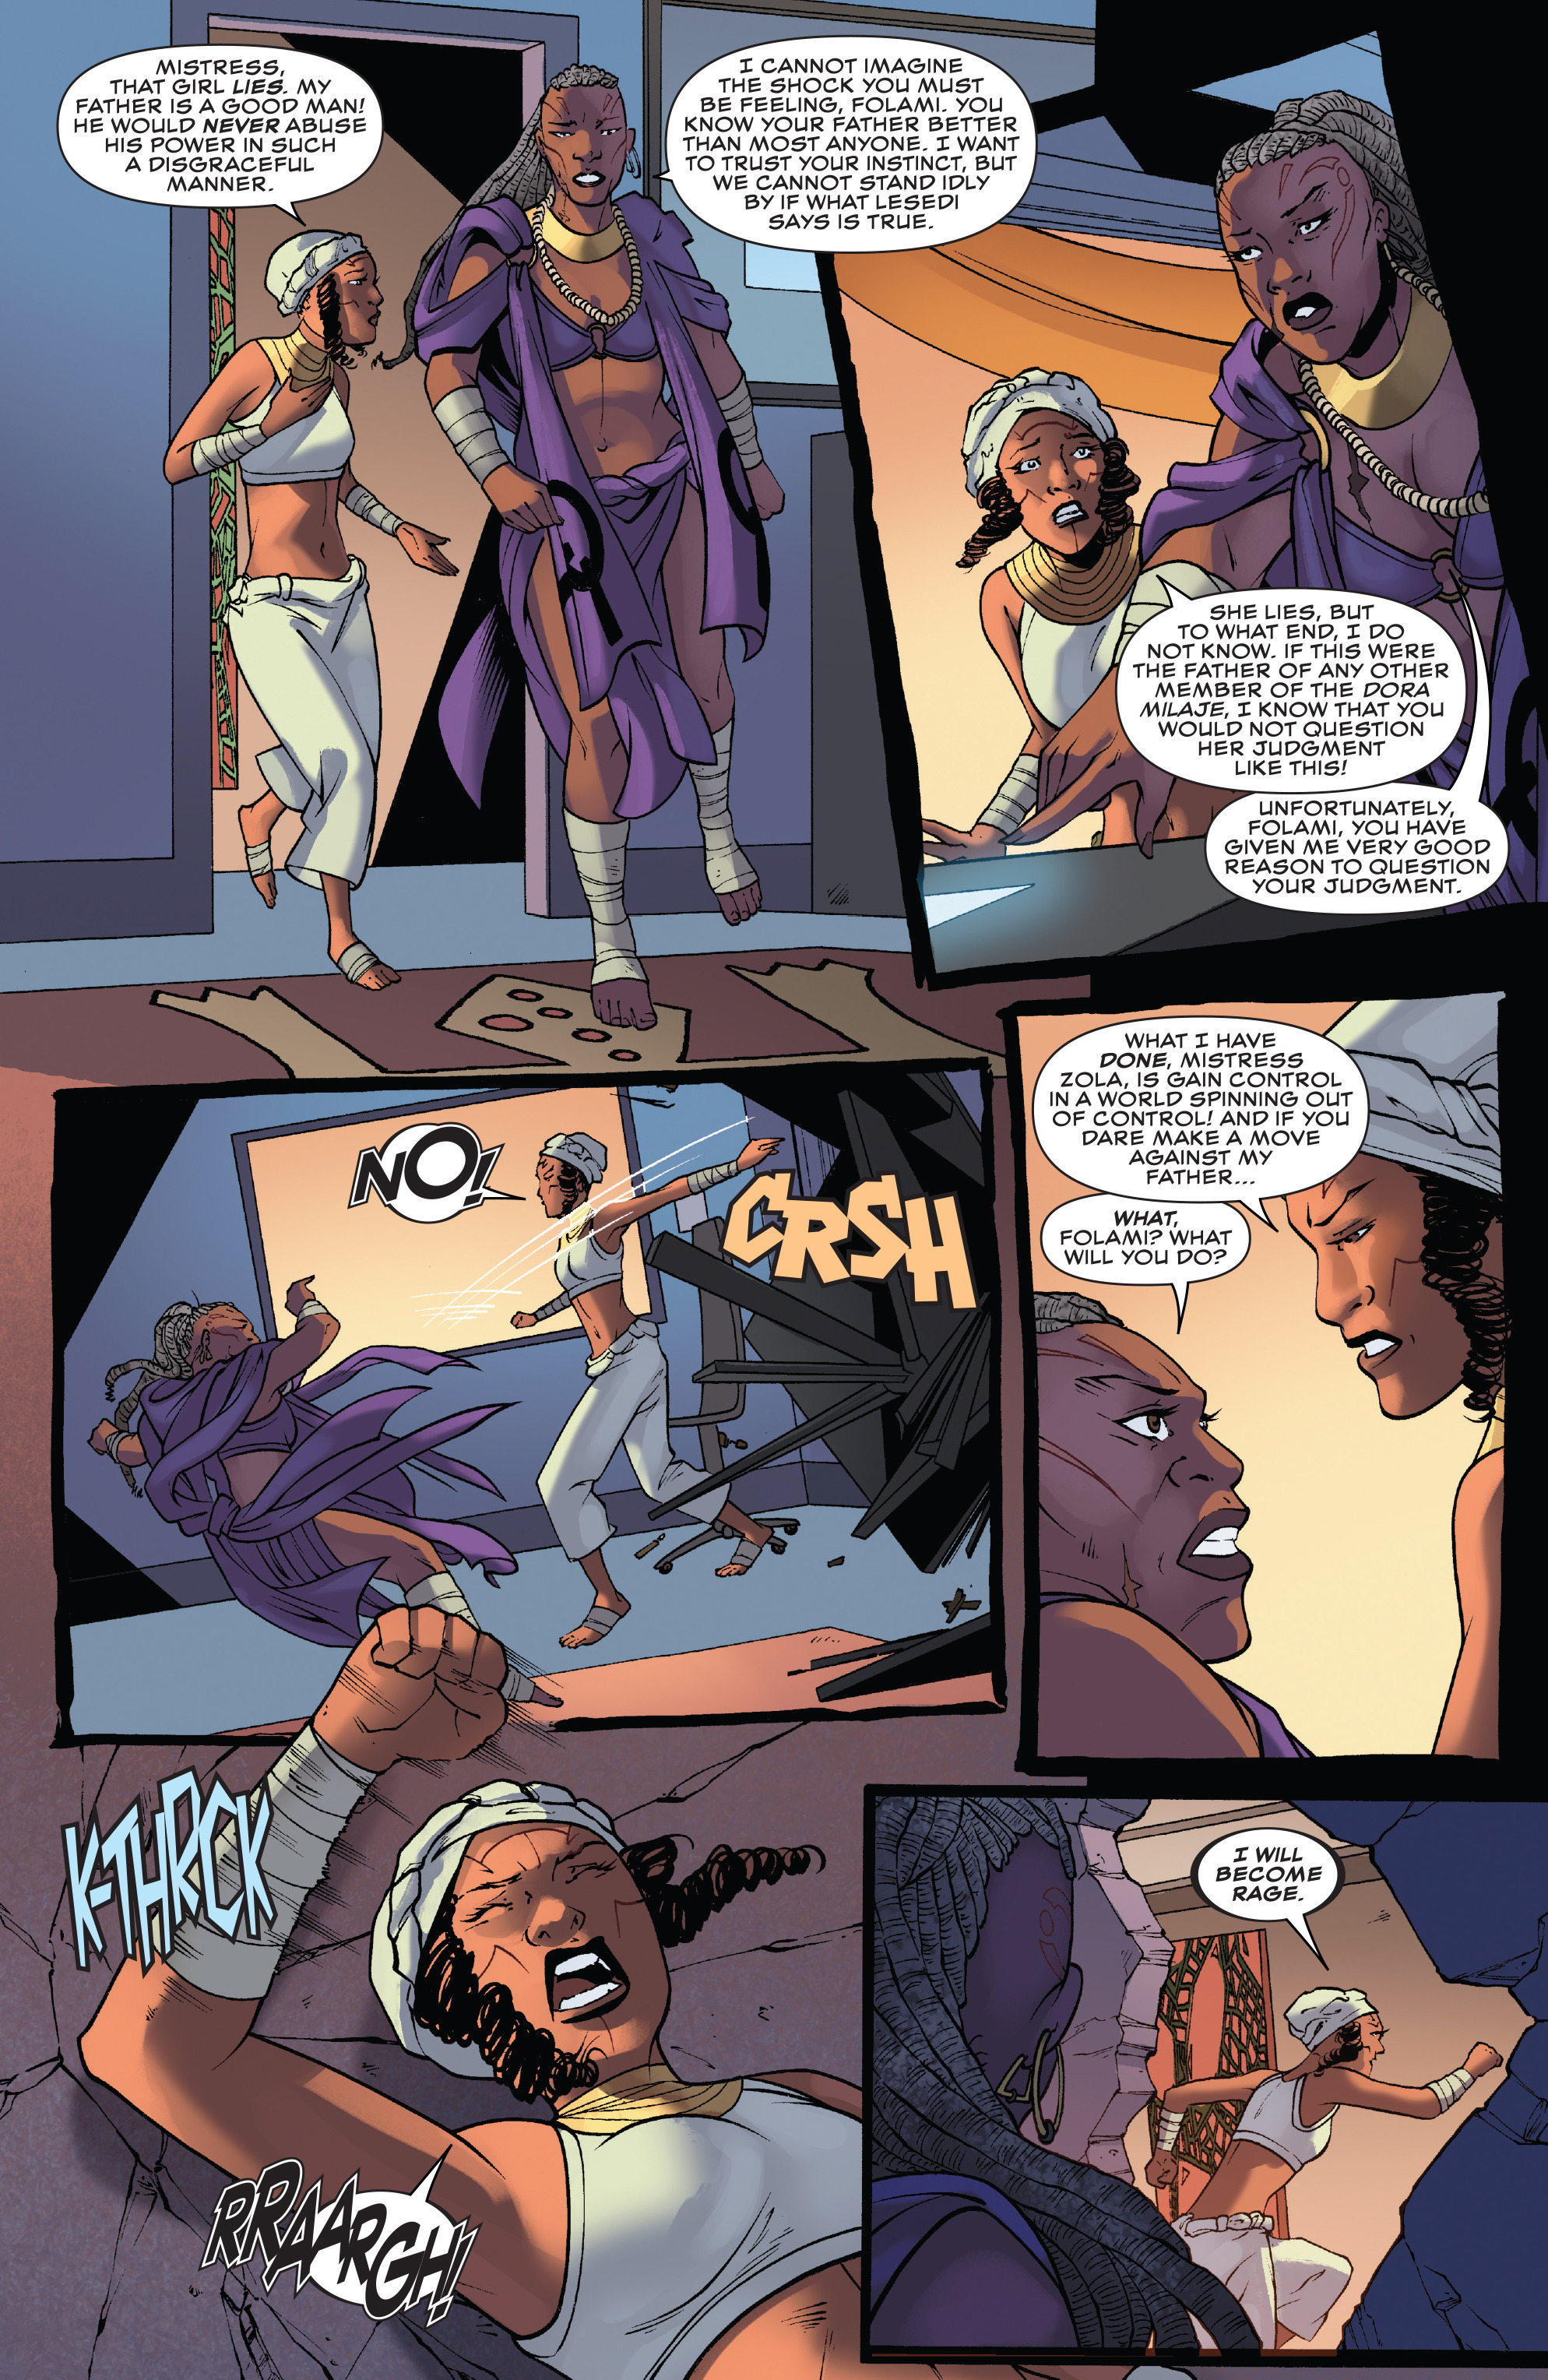 MISTRESS,
THAT GIRL LIES. MY
FATHER IS A GOOD MAN!
HE WOULD NEVER ABUSE
HIS POWER IN SUCH
A DISGRACEFUL
MANNER.
I CANNOT IMAGINE
THE SHOCK YOU MUST
BE FEELING, FOLAMI. YOU
KNOW YOUR FATHER BETTER
THAN MOST ANYONE. I WANT
TO TRUST YOUR INSTINCT, BUT
WE CANNOT STAND IDLY
BY IF WHAT LESEDI
SAYS IS TRUE.
SHE LIES, BUT
TO WHAT END, I DO
NOT KNOW. IF THIS WERE
THE FATHER OF ANY OTHER
MEMBER OF THE DORA
MILAJE, I KNOW THAT YOU
WOULD NOT QUESTION
HER JUDGMENT
LIKE THIS!
UNFORTUNATELY,
FOLAMI, YOU HAVE
GIVEN ME VERY GOOD
REASON TO QUESTION
YOUR JUDGMENT.
NO!
CRSH
WHAT I HAVE
DONE, MISTRESS
ZOLA, IS GAIN CONTROL
IN A WORLD SPINNING OUT
OF CONTROL! AND IF YOU
DARE MAKE A MOVE
AGAINST MY
FATHER...
WHAT,
FOLAMI? WHAT
WILL YOU DO?
K-THRCK
RRAARGH!
I WILL
BECOME
RAGE.